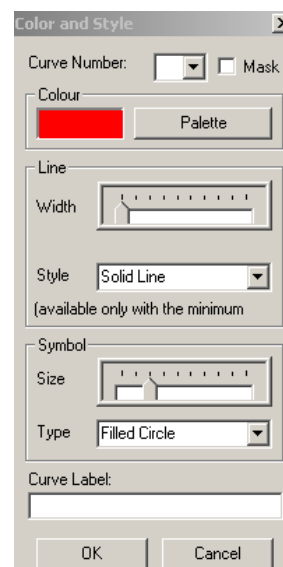 Color and Style
Curve Number: Mask
Colour
Palette
Line
Width
Style Solid Line
(available only with the minimum
Symbol
Size
Type Filled Circle
Curve Label:
OK Cancel